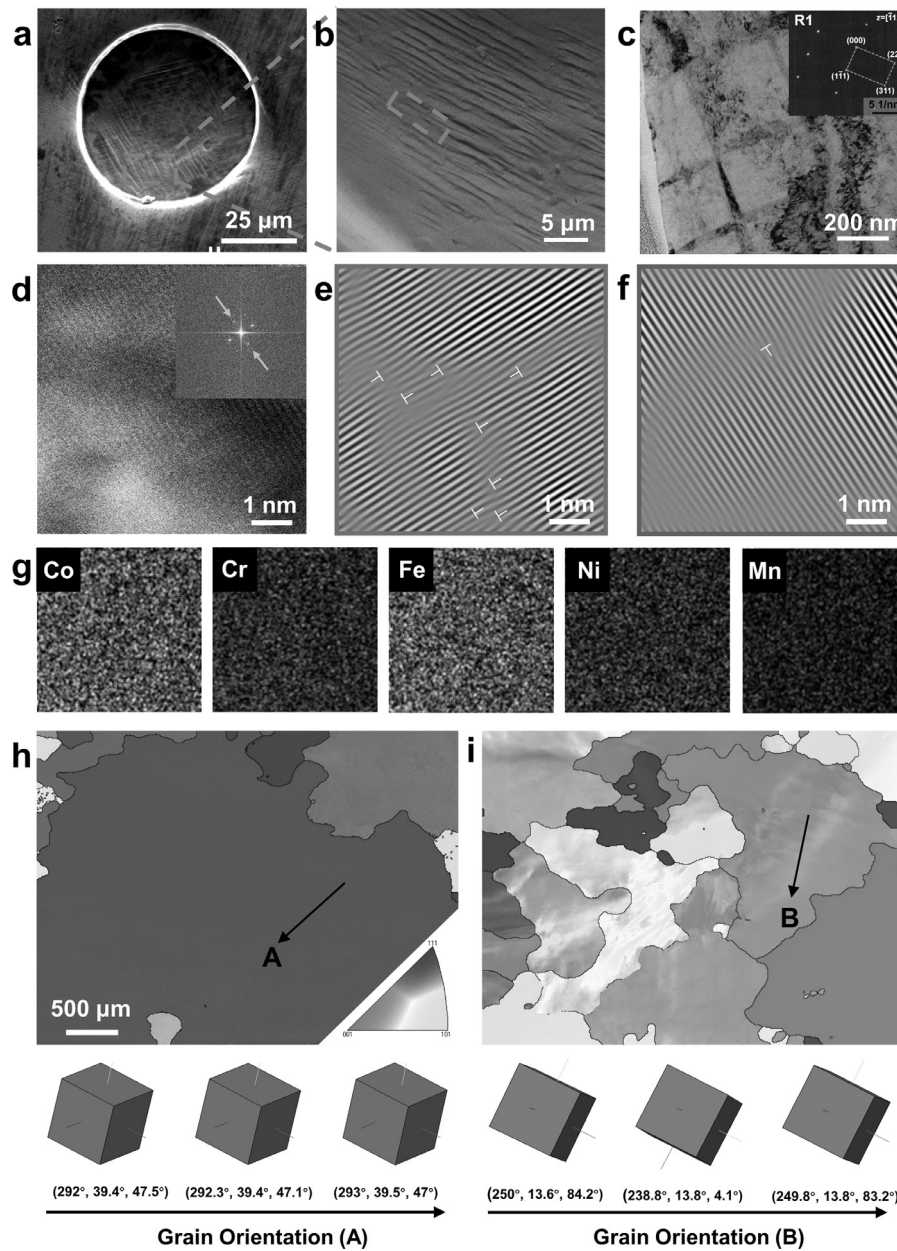 a
25 μm
b
5 μm
c
R1
(000)
(1-11)
(311)
5 1/nm
200 nm
d
1 nm
e
1 nm
f
1 nm
g
Co
Cr
Fe
Ni
Mn
h
A
500 μm
111
001
101
i
B
(292°, 39.4°, 47.5°)
(292.3°, 39.4°, 47.1°)
(293°, 39.5°, 47°)
(250°, 13.6°, 84.2°)
(238.8°, 13.8°, 4.1°)
(249.8°, 13.8°, 83.2°)
Grain Orientation (A)
Grain Orientation (B)